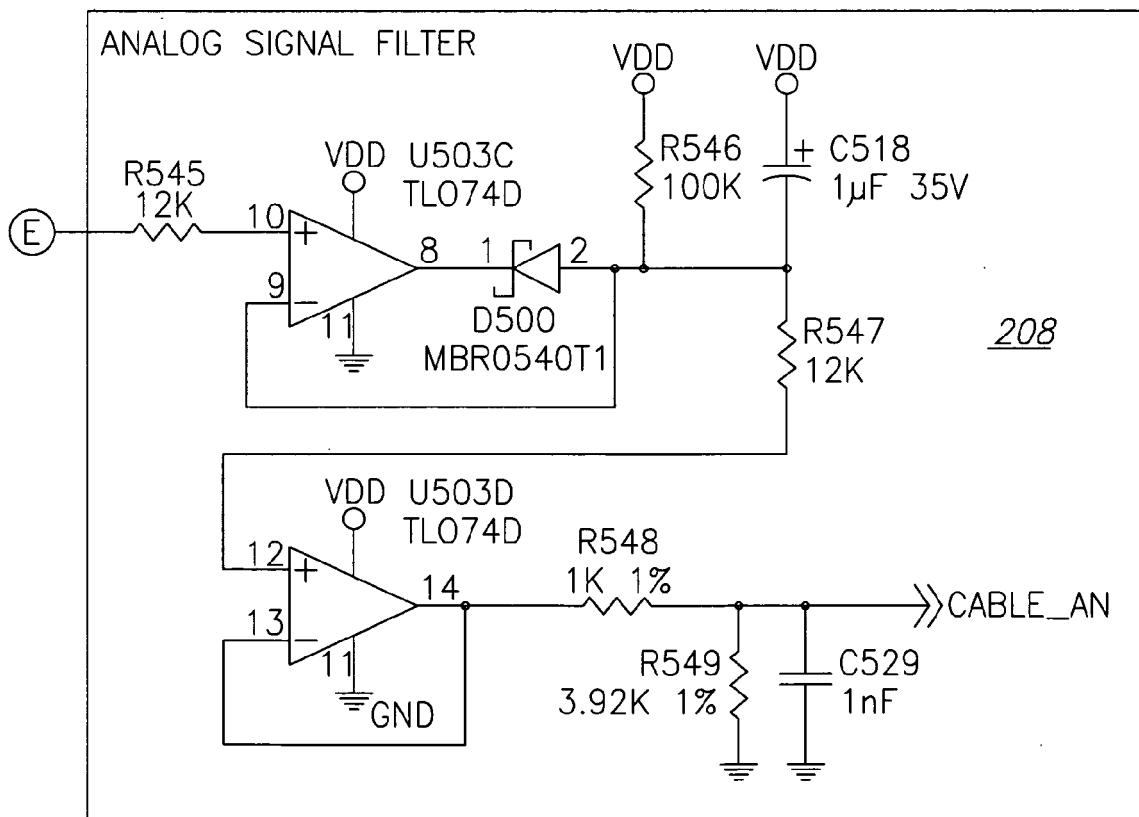 ANALOG SIGNAL FILTER
VDD
VDD
R545
12K
E
VDD U503C
TL074D
10
+
9
−
8
11
1
2
D500
MBR0540T1
R546
100K
+ C518
1µF 35V
R547
12K
208
VDD U503D
TL074D
12
+
13
−
14
11
GND
R548
1K 1%
R549
3.92K 1%
C529
1nF
CABLE_AN